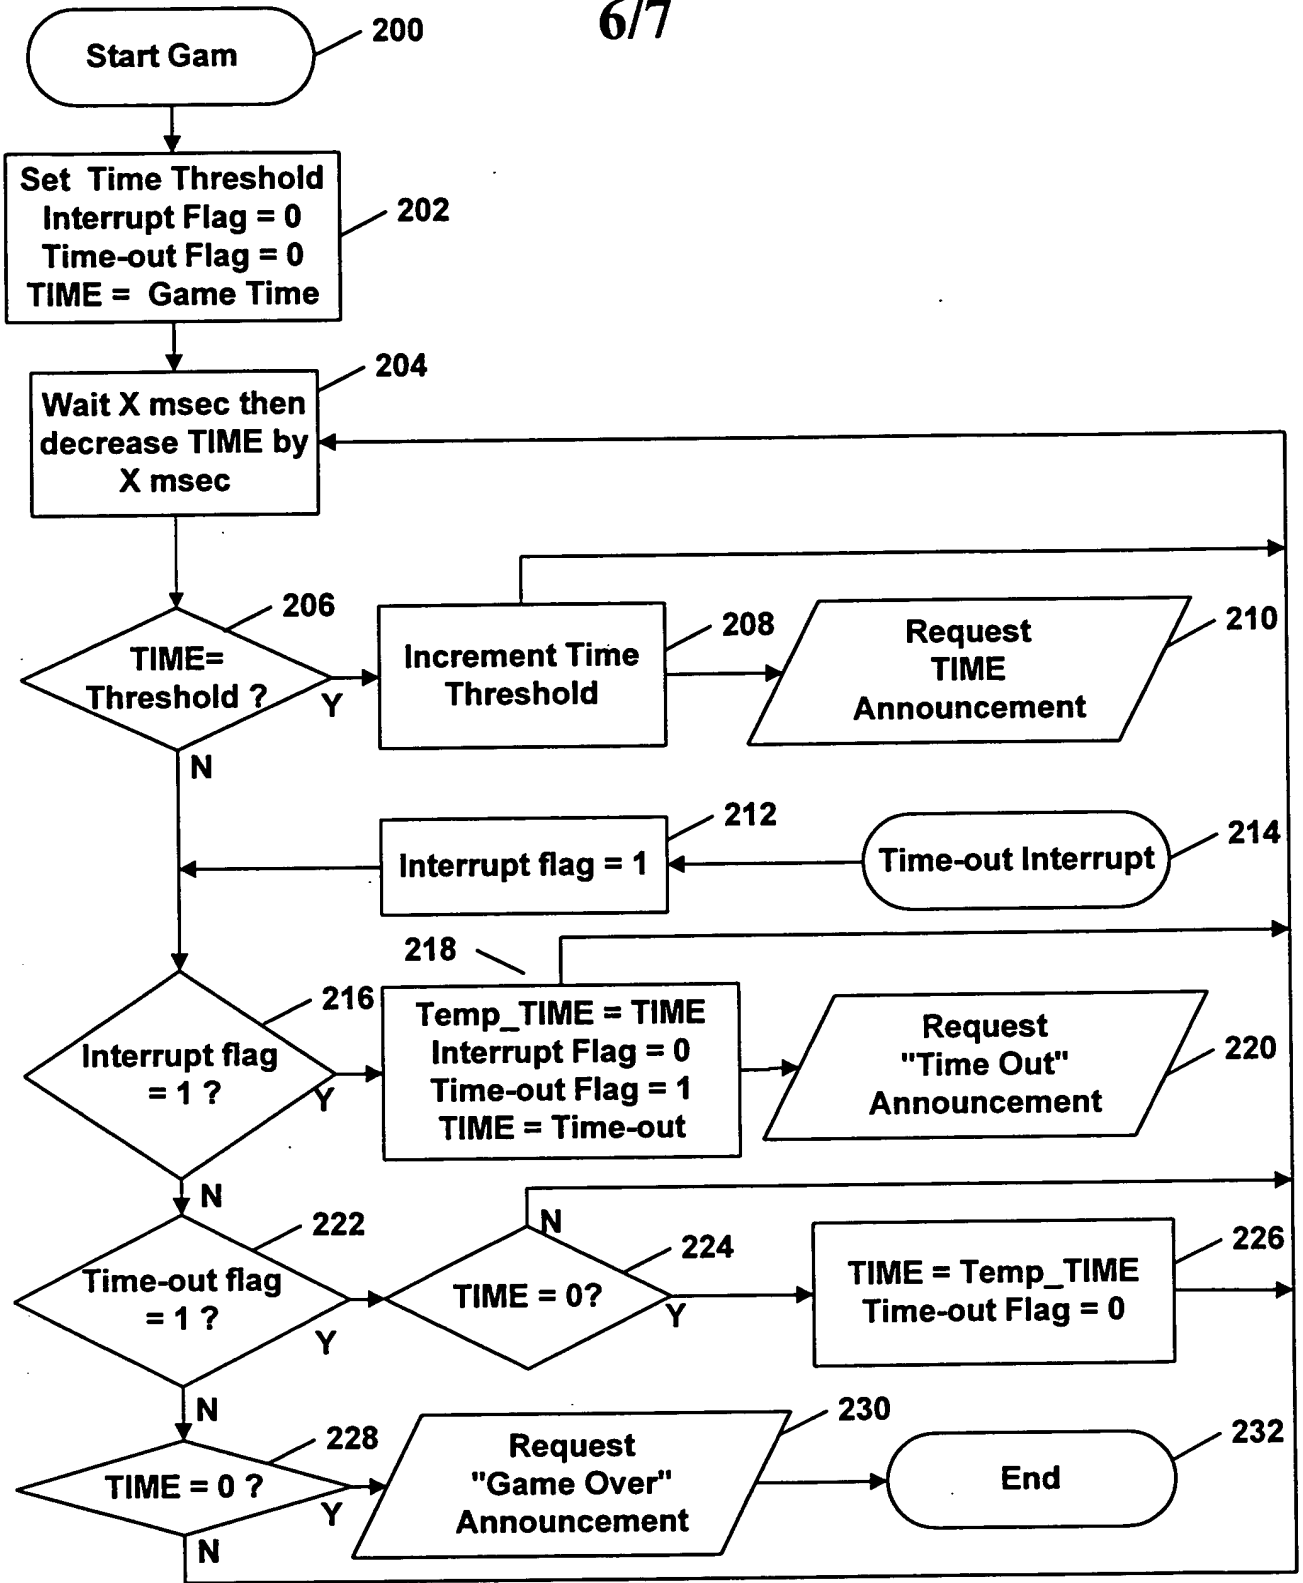 6/7
Start Gam
200
Set Time Threshold
Interrupt Flag = 0
Time-out Flag = 0
TIME = Game Time
202
204
Wait X msec then
decrease TIME by
X msec
206
TIME=
Threshold ?
Y
N
Increment Time
Threshold
208
Request
TIME
Announcement
210
212
Interrupt flag = 1
Time-out Interrupt
214
216
Interrupt flag
= 1 ?
Y
N
218
Temp_TIME = TIME
Interrupt Flag = 0
Time-out Flag = 1
TIME = Time-out
Request
"Time Out"
Announcement
220
222
Time-out flag
= 1 ?
Y
N
N
224
TIME = 0?
Y
TIME = Temp_TIME
Time-out Flag = 0
226
228
TIME = 0 ?
Y
N
Request
"Game Over"
Announcement
230
End
232